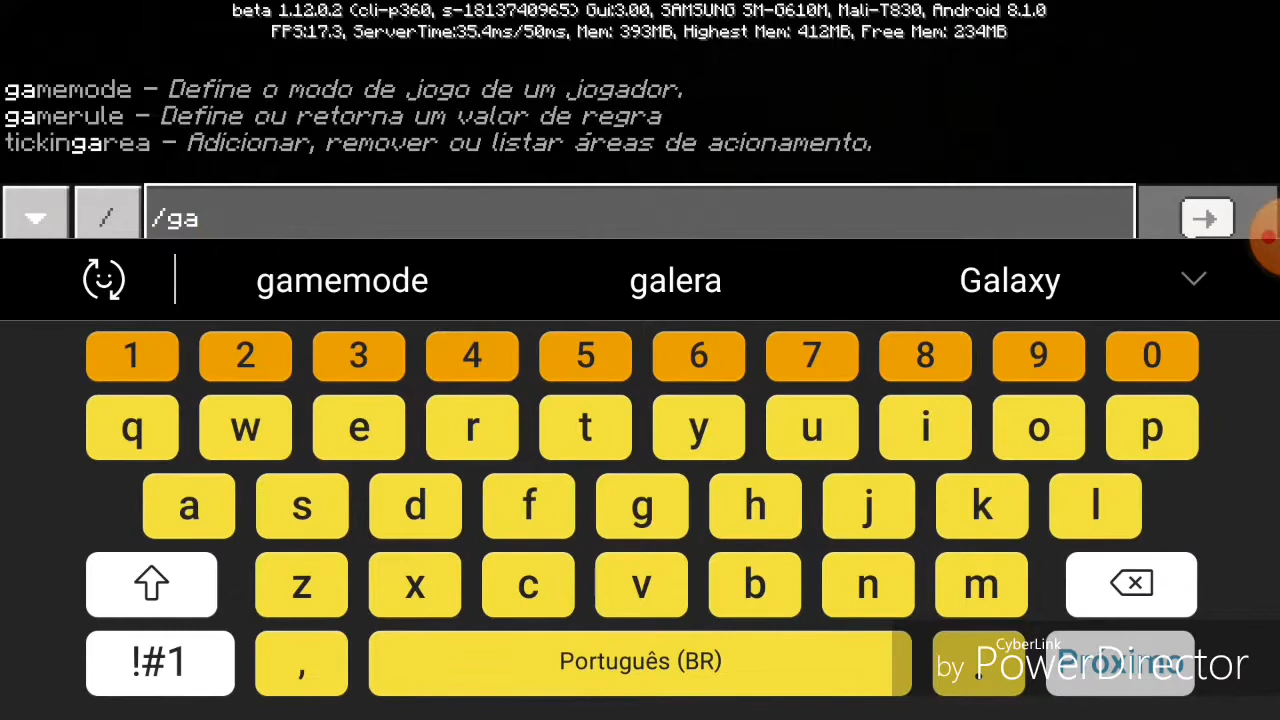 beta 1.12.0.2 (cli-p360, s-1813740965) Gui:3.00, SAMSUNG SM-G610M, Mali-T830, Android 8.1.0
FPS:17.3, ServerTime:35.4ms/50ms, Mem: 393MB, Highest Mem: 412MB, Free Mem: 234MB
gamemode – Define o modo de jogo de um jogador.
gamerule – Define ou retorna um valor de regra
tickingarea – Adicionar, remover ou listar áreas de acionamento.
/ /ga
gamemode galera Galaxy
1 2 3 4 5 6 7 8 9 0
q w e r t y u i o p
a s d f g h j k l
z x c v b n m
!#1 , Português (BR) . Próximo
CyberLink
by PowerDirector